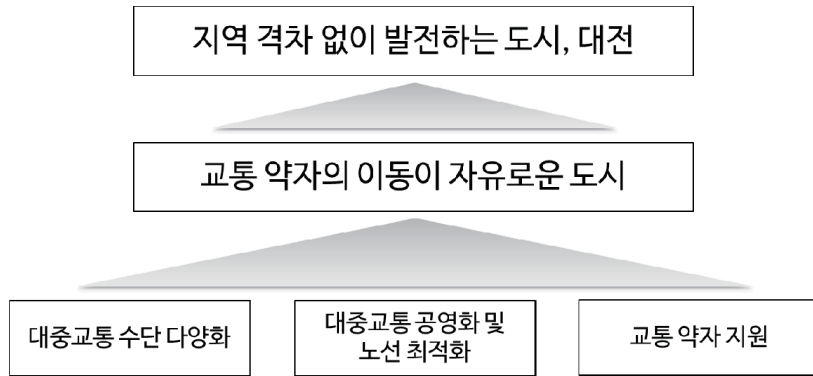 지역 격차 없이 발전하는 도시, 대전
교통 약자의 이동이 자유로운 도시
대중교통 수단 다양화
대중교통 공영화 및
노선 최적화
교통 약자 지원